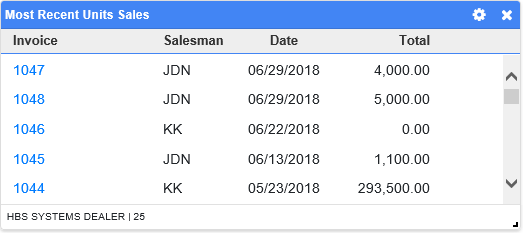 Most Recent Units Sales
Invoice Salesman Date Total
1047 JDN 06/29/2018 4,000.00
1048 JDN 06/29/2018 5,000.00
1046 KK 06/22/2018 0.00
1045 JDN 06/13/2018 1,100.00
1044 KK 05/23/2018 293,500.00
HBS SYSTEMS DEALER | 25